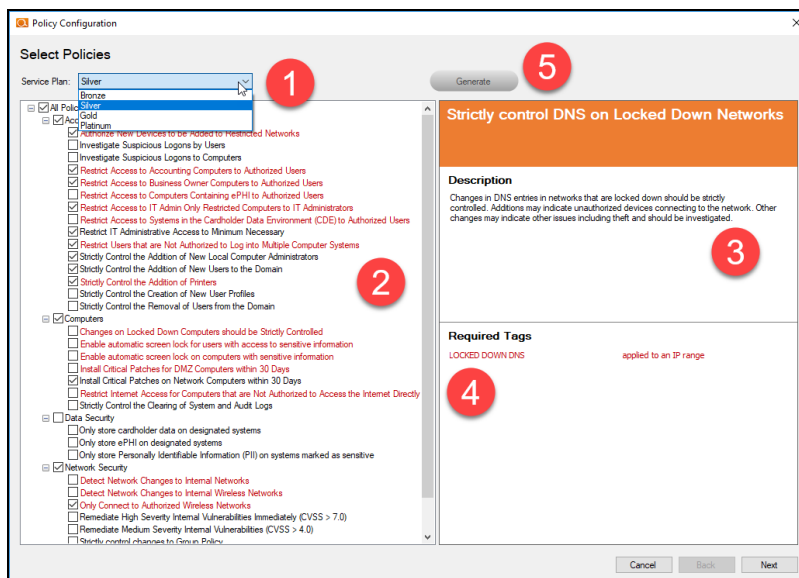 Policy Configuration
Select Policies
Service Plan: Silver
1
Generate
5
Bronze
Silver
Gold
Platinum
All Polic
Acc
Authorize New Devices to be Added to Restricted Networks
Investigate Suspicious Logons by Users
Investigate Suspicious Logons to Computers
Restrict Access to Accounting Computers to Authorized Users
Restrict Access to Business Owner Computers to Authorized Users
Restrict Access to Computers Containing ePHI to Authorized Users
Restrict Access to IT Admin Only Restricted Computers to IT Administrators
Restrict Access to Systems in the Cardholder Data Environment (CDE) to Authorized Users
Restrict IT Administrative Access to Minimum Necessary
Restrict Users that are Not Authorized to Log into Multiple Computer Systems
Strictly Control the Addition of New Local Computer Administrators
Strictly Control the Addition of New Users to the Domain
Strictly Control the Addition of Printers
Strictly Control the Creation of New User Profiles
Strictly Control the Removal of Users from the Domain
2
Computers
Changes on Locked Down Computers should be Strictly Controlled
Enable automatic screen lock for users with access to sensitive information
Enable automatic screen lock on computers with sensitive information
Install Critical Patches for DMZ Computers within 30 Days
Install Critical Patches on Network Computers within 30 Days
Restrict Internet Access for Computers that are Not Authorized to Access the Internet Directly
Strictly Control the Clearing of System and Audit Logs
Data Security
Only store cardholder data on designated systems
Only store ePHI on designated systems
Only store Personally Identifiable Information (PII) on systems marked as sensitive
Network Security
Detect Network Changes to Internal Networks
Detect Network Changes to Internal Wireless Networks
Only Connect to Authorized Wireless Networks
Remediate High Severity Internal Vulnerabilities Immediately (CVSS > 7.0)
Remediate Medium Severity Internal Vulnerabilities (CVSS > 4.0)
Strictly control changes to Group Policy
Strictly control DNS on Locked Down Networks
Description
Changes in DNS entries in networks that are locked down should be strictly
controlled. Additions may indicate unauthorized devices connecting to the network. Other
changes may indicate other issues including theft and should be investigated.
3
Required Tags
LOCKED DOWN DNS applied to an IP range
4
Cancel Back Next